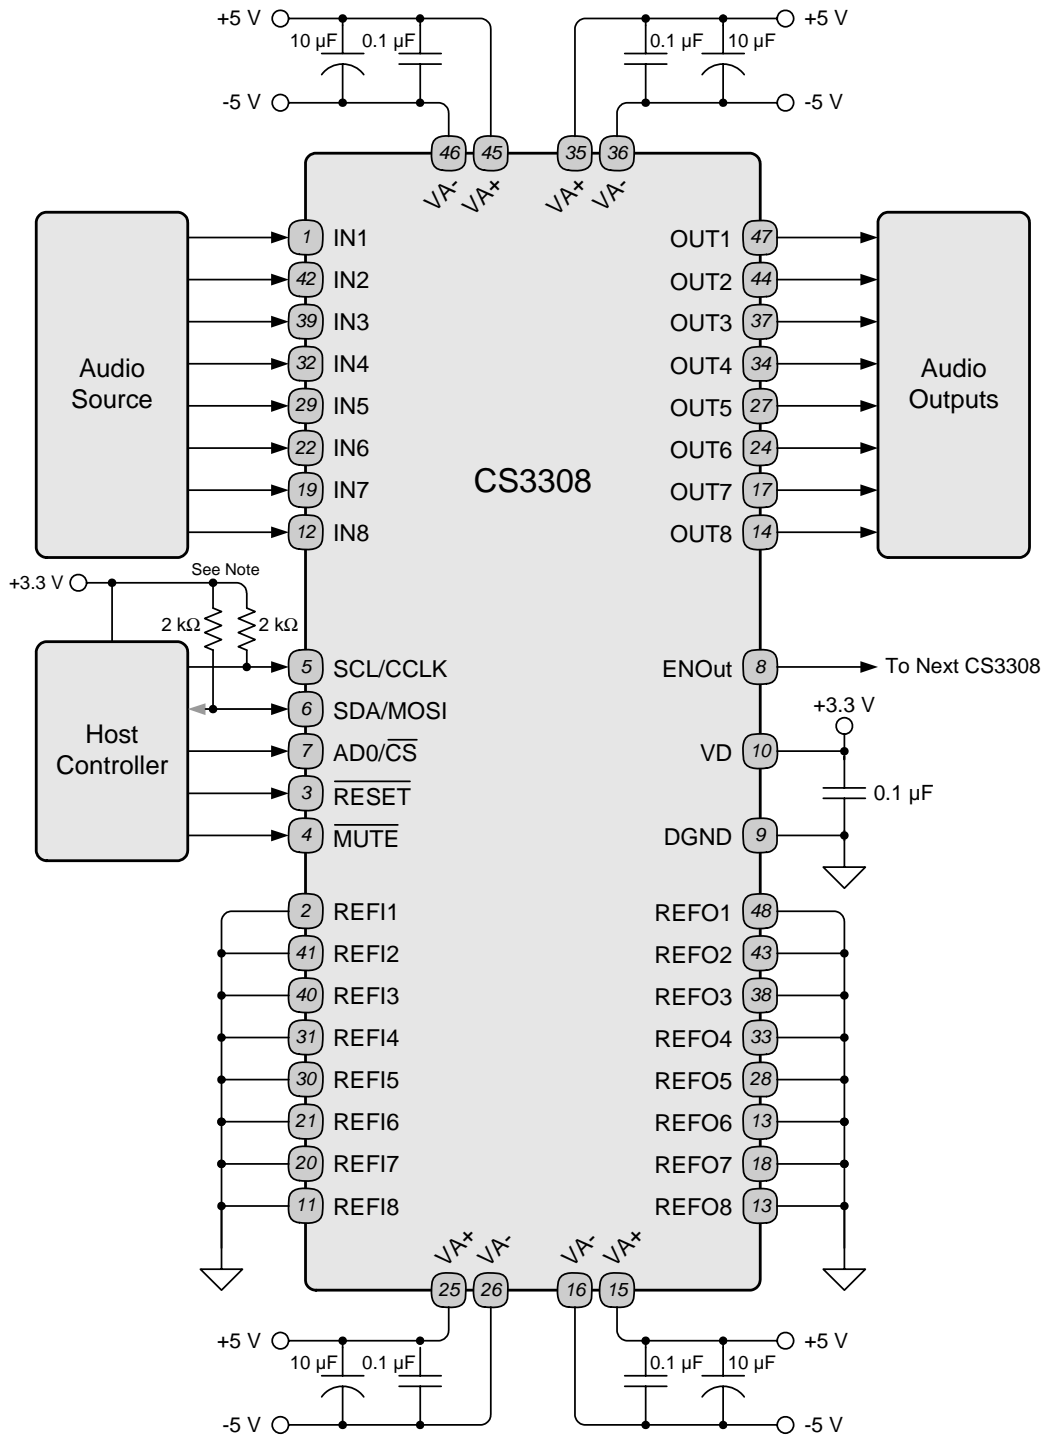 +5 V
10 µF
0.1 µF
-5 V
+5 V
0.1 µF
10 µF
-5 V
46
45
35
36
VA-
VA+
VA+
VA-
Audio
Source
1 IN1
42 IN2
39 IN3
32 IN4
29 IN5
22 IN6
19 IN7
12 IN8
CS3308
OUT1 47
OUT2 44
OUT3 37
OUT4 34
OUT5 27
OUT6 24
OUT7 17
OUT8 14
Audio
Outputs
+3.3 V
See Note
2 kΩ
2 kΩ
Host
Controller
5 SCL/CCLK
6 SDA/MOSI
7 AD0/CS
3 RESET
4 MUTE
ENOut 8
To Next CS3308
+3.3 V
VD 10
0.1 µF
DGND 9
2 REFI1
41 REFI2
40 REFI3
31 REFI4
30 REFI5
21 REFI6
20 REFI7
11 REFI8
REFO1 48
REFO2 43
REFO3 38
REFO4 33
REFO5 28
REFO6 13
REFO7 18
REFO8 13
VA+
VA-
VA-
VA+
25
26
16
15
+5 V
10 µF
0.1 µF
-5 V
+5 V
0.1 µF
10 µF
-5 V